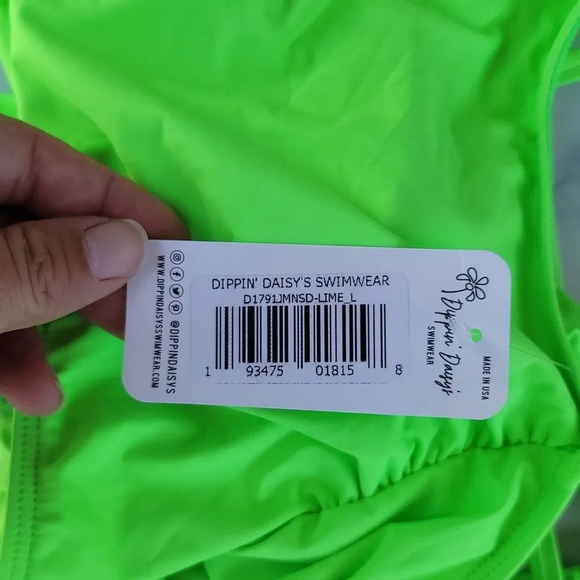 DIPPIN' DAISY'S SWIMWEAR
D1791JMNSD-LIME_L
1 93475 01815 8
@DIPPINDAISYS
WWW.DIPPINDAISYSSWIMWEAR.COM
Dippin' Daisy's
SWIMWEAR
MADE IN USA